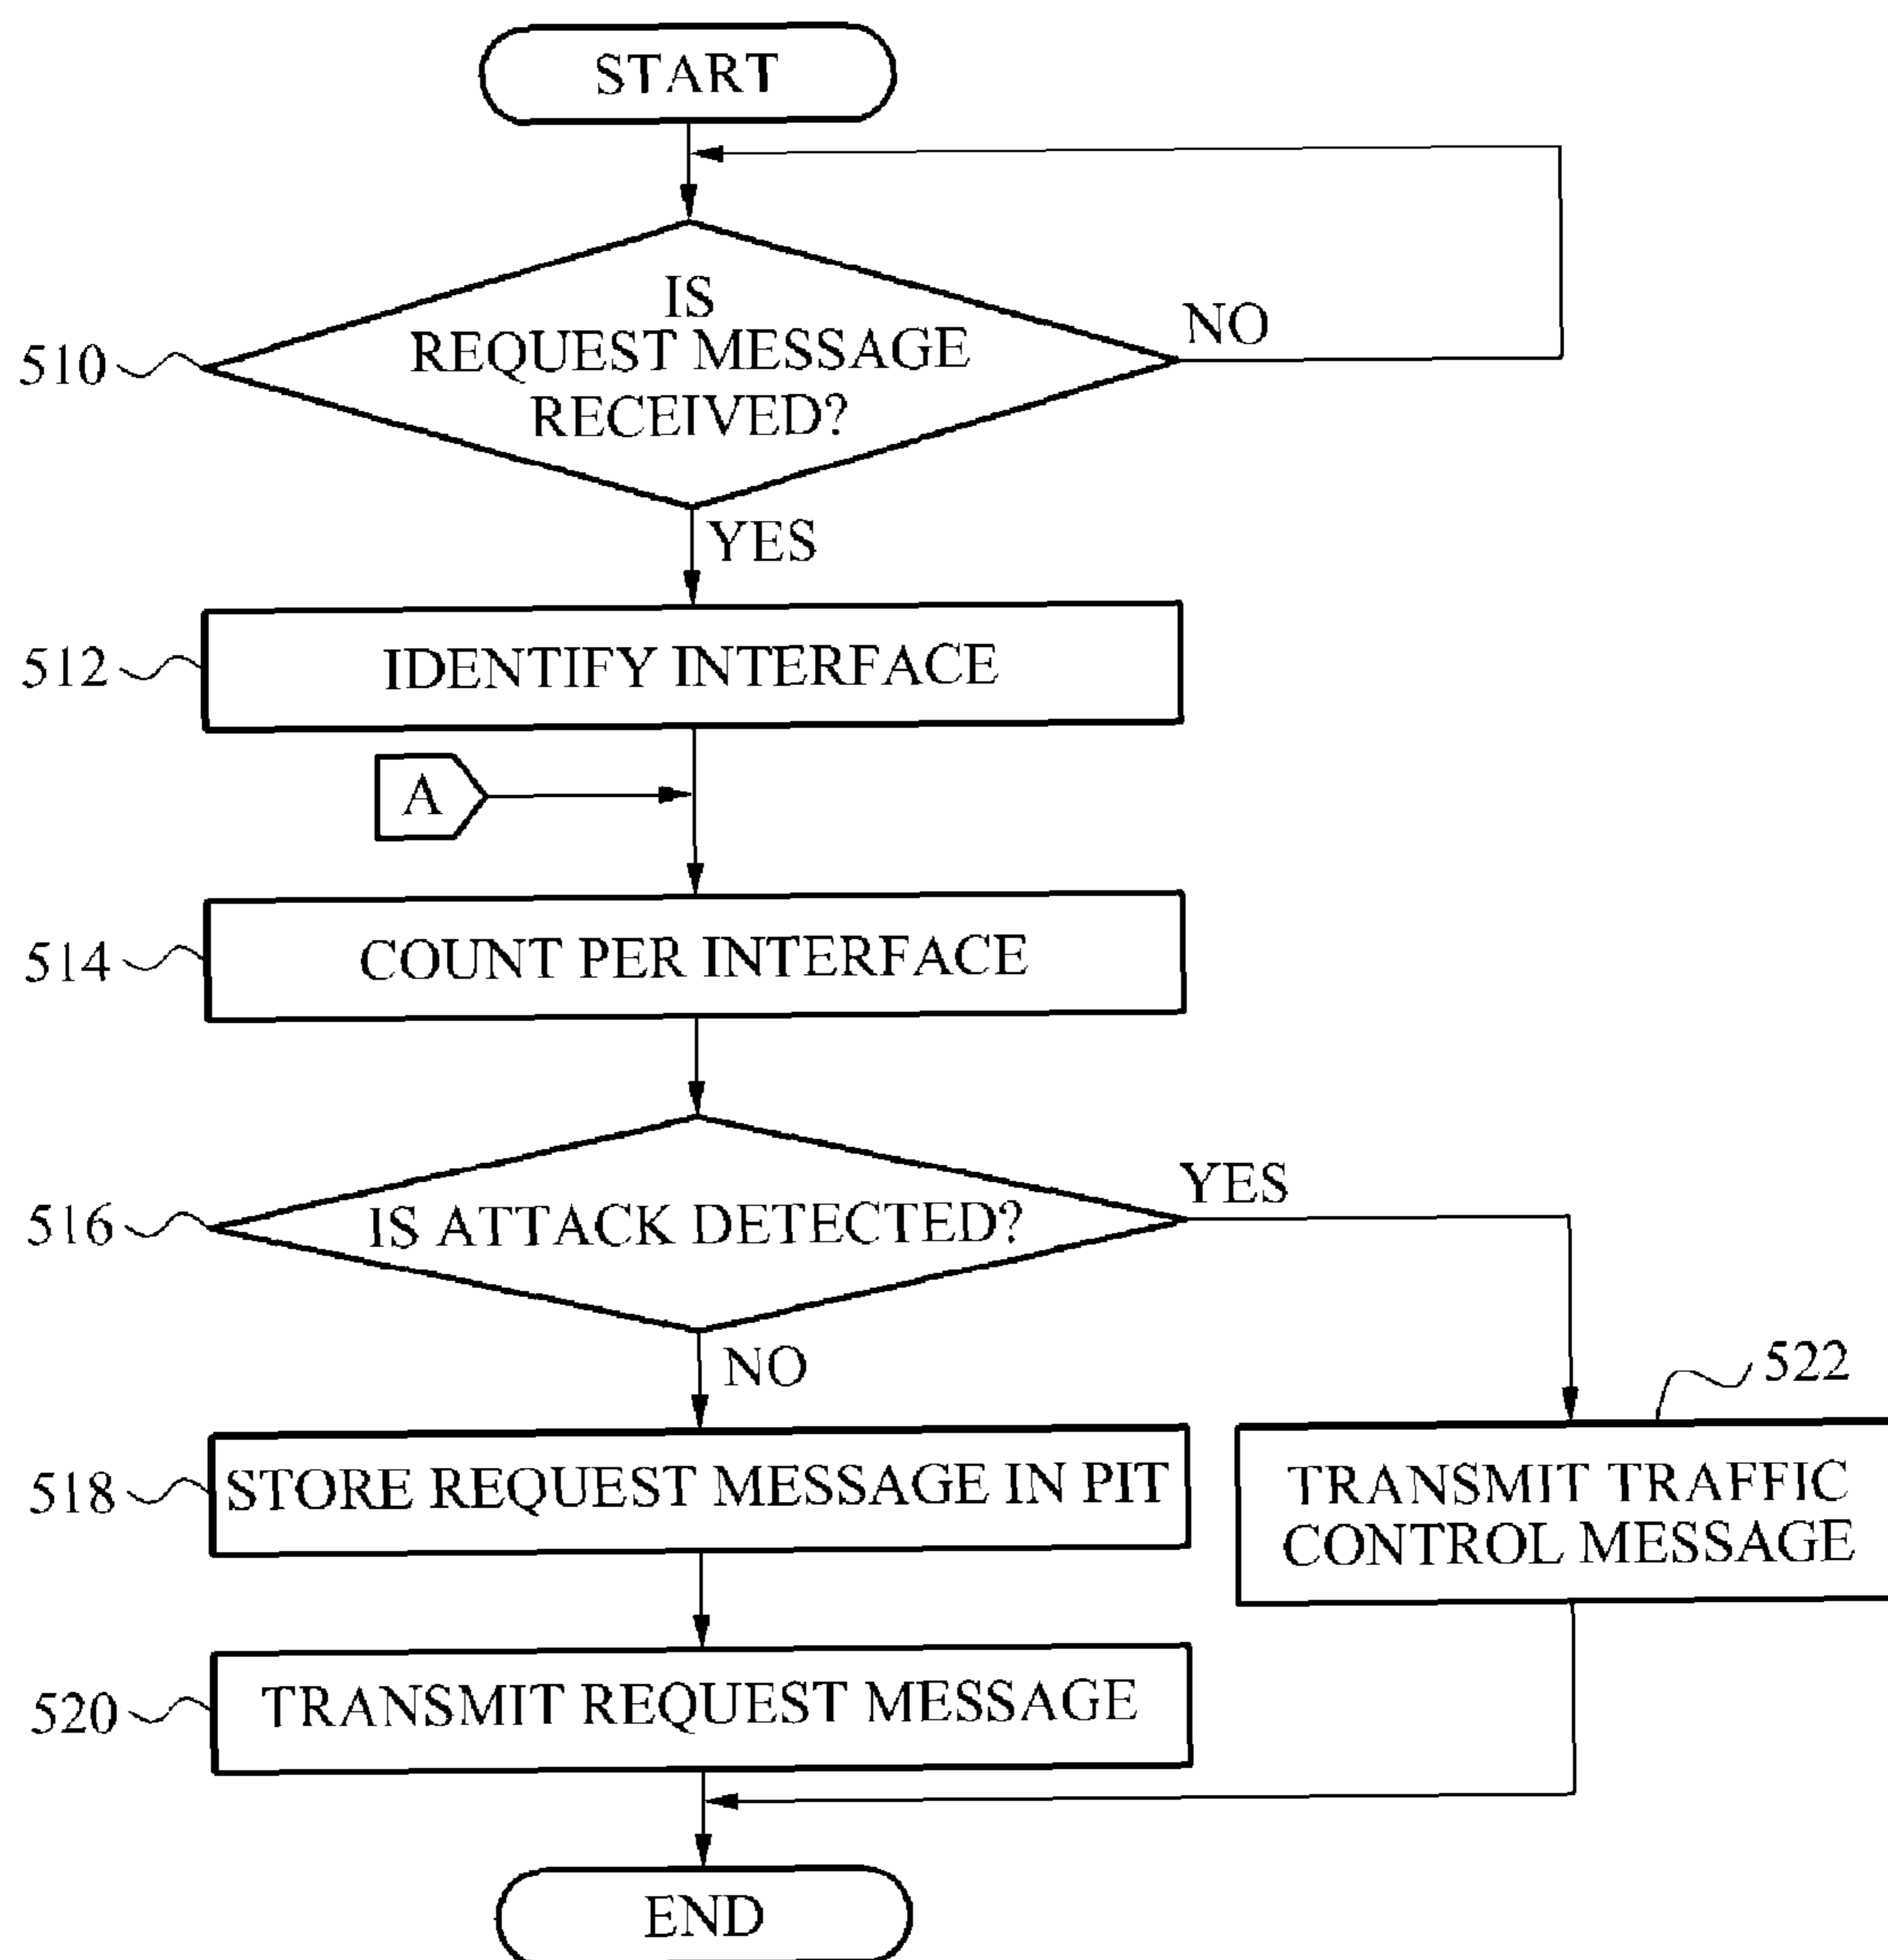 START
IS
REQUEST MESSAGE
RECEIVED?
NO
510
YES
512
IDENTIFY INTERFACE
A
514
COUNT PER INTERFACE
516
IS ATTACK DETECTED?
YES
NO
522
518
STORE REQUEST MESSAGE IN PIT
TRANSMIT TRAFFIC
CONTROL MESSAGE
520
TRANSMIT REQUEST MESSAGE
END